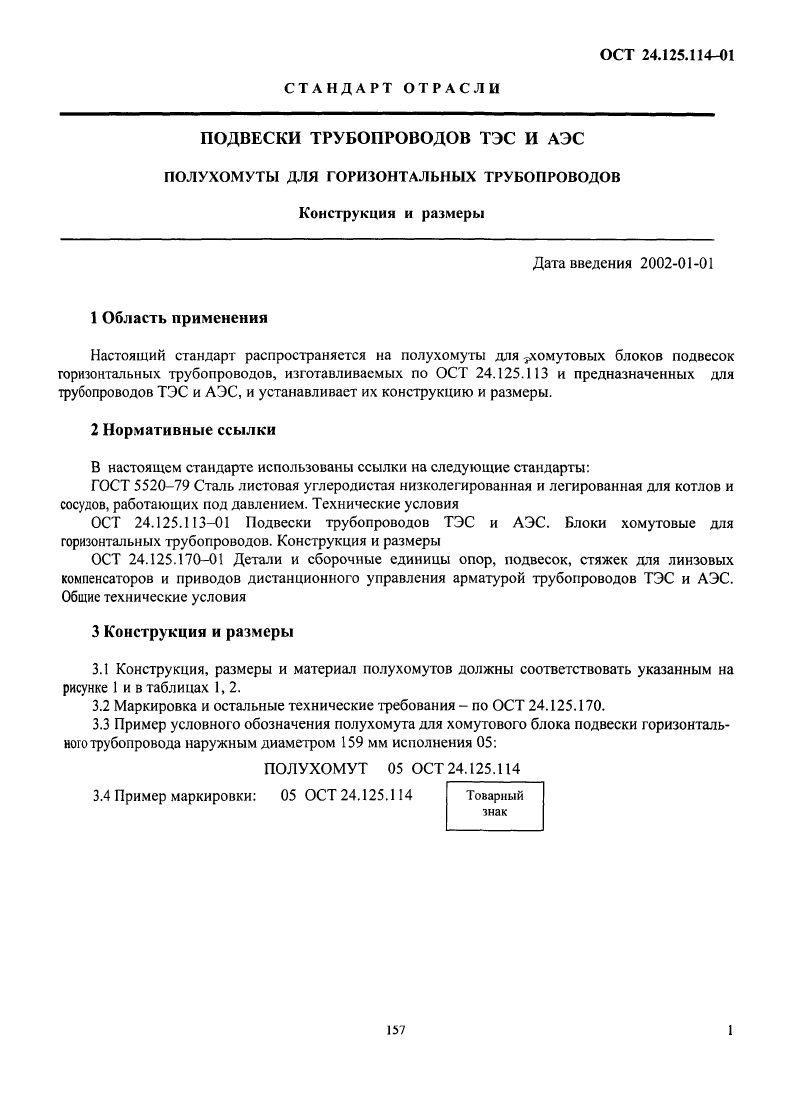 ОСТ 24.125.114–01
СТАНДАРТ ОТРАСЛИ
ПОДВЕСКИ ТРУБОПРОВОДОВ ТЭС И АЭС
ПОЛУХОМУТЫ ДЛЯ ГОРИЗОНТАЛЬНЫХ ТРУБОПРОВОДОВ
Конструкция и размеры
Дата введения 2002-01-01
1 Область применения
Настоящий стандарт распространяется на полухомуты для хомутовых блоков подвесок
горизонтальных трубопроводов, изготавливаемых по ОСТ 24.125.113 и предназначенных для
трубопроводов ТЭС и АЭС, и устанавливает их конструкцию и размеры.
2 Нормативные ссылки
В настоящем стандарте использованы ссылки на следующие стандарты:
ГОСТ 5520–79 Сталь листовая углеродистая низколегированная и легированная для котлов и
сосудов, работающих под давлением. Технические условия
ОСТ 24.125.113–01 Подвески трубопроводов ТЭС и АЭС. Блоки хомутовые для
горизонтальных трубопроводов. Конструкция и размеры
ОСТ 24.125.170–01 Детали и сборочные единицы опор, подвесок, стяжек для линзовых
компенсаторов и приводов дистанционного управления арматурой трубопроводов ТЭС и АЭС.
Общие технические условия
3 Конструкция и размеры
3.1 Конструкция, размеры и материал полухомутов должны соответствовать указанным на
рисунке 1 и в таблицах 1, 2.
3.2 Маркировка и остальные технические требования – по ОСТ 24.125.170.
3.3 Пример условного обозначения полухомута для хомутового блока подвески горизонталь-
ного трубопровода наружным диаметром 159 мм исполнения 05:
ПОЛУХОМУТ 05 ОСТ 24.125.114
3.4 Пример маркировки: 05 ОСТ 24.125.114
Товарный
знак
157
1